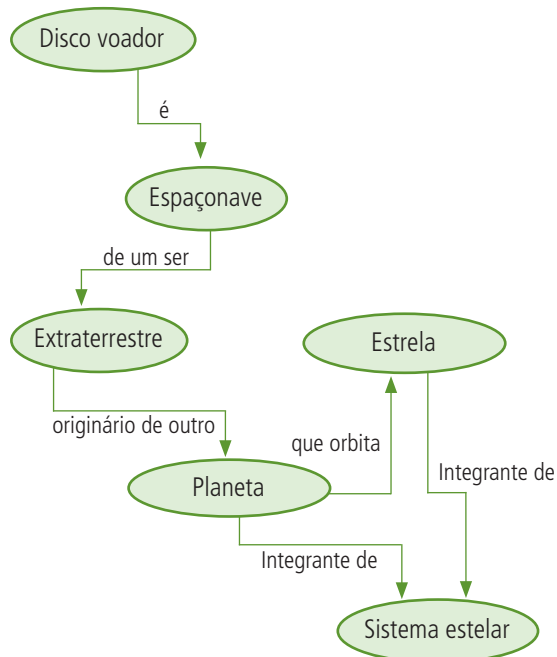 Disco voador
é
Espaçonave
de um ser
Extraterrestre
Estrela
originário de outro
que orbita
Integrante de
Planeta
Integrante de
Sistema estelar